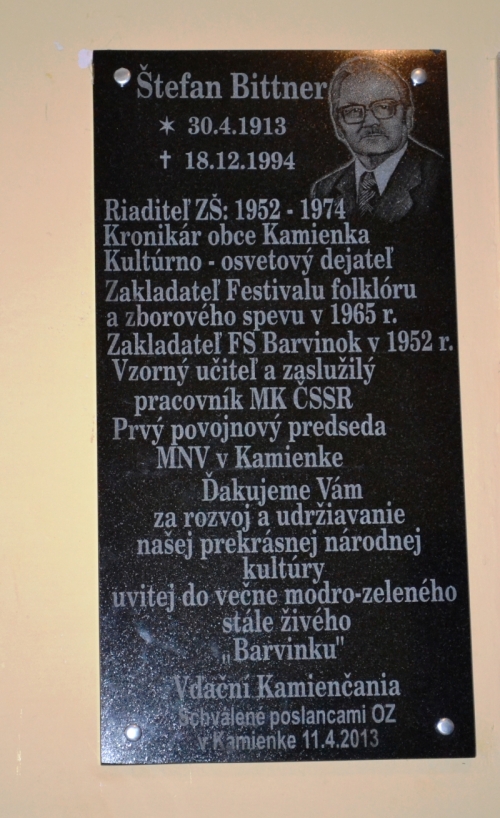 Štefan Bittner
✶ 30.4.1913
† 18.12.1994
Riaditeľ ZŠ: 1952 - 1974
Kronikár obce Kamienka
Kultúrno - osvetový dejateľ
Zakladateľ Festivalu folklóru
a zborového spevu v 1965 r.
Zakladateľ FS Barvinok v 1952 r.
Vzorný učiteľ a zaslužilý
pracovník MK ČSSR
Prvý povojnový predseda
MNV v Kamienke
Ďakujeme Vám
za rozvoj a udržiavanie
našej prekrásnej národnej
kultúry
uvitej do večne modro-zeleného
stále živého
„Barvinku"
Vďační Kamienčania
Schválené poslancami OZ
v Kamienke 11.4.2013